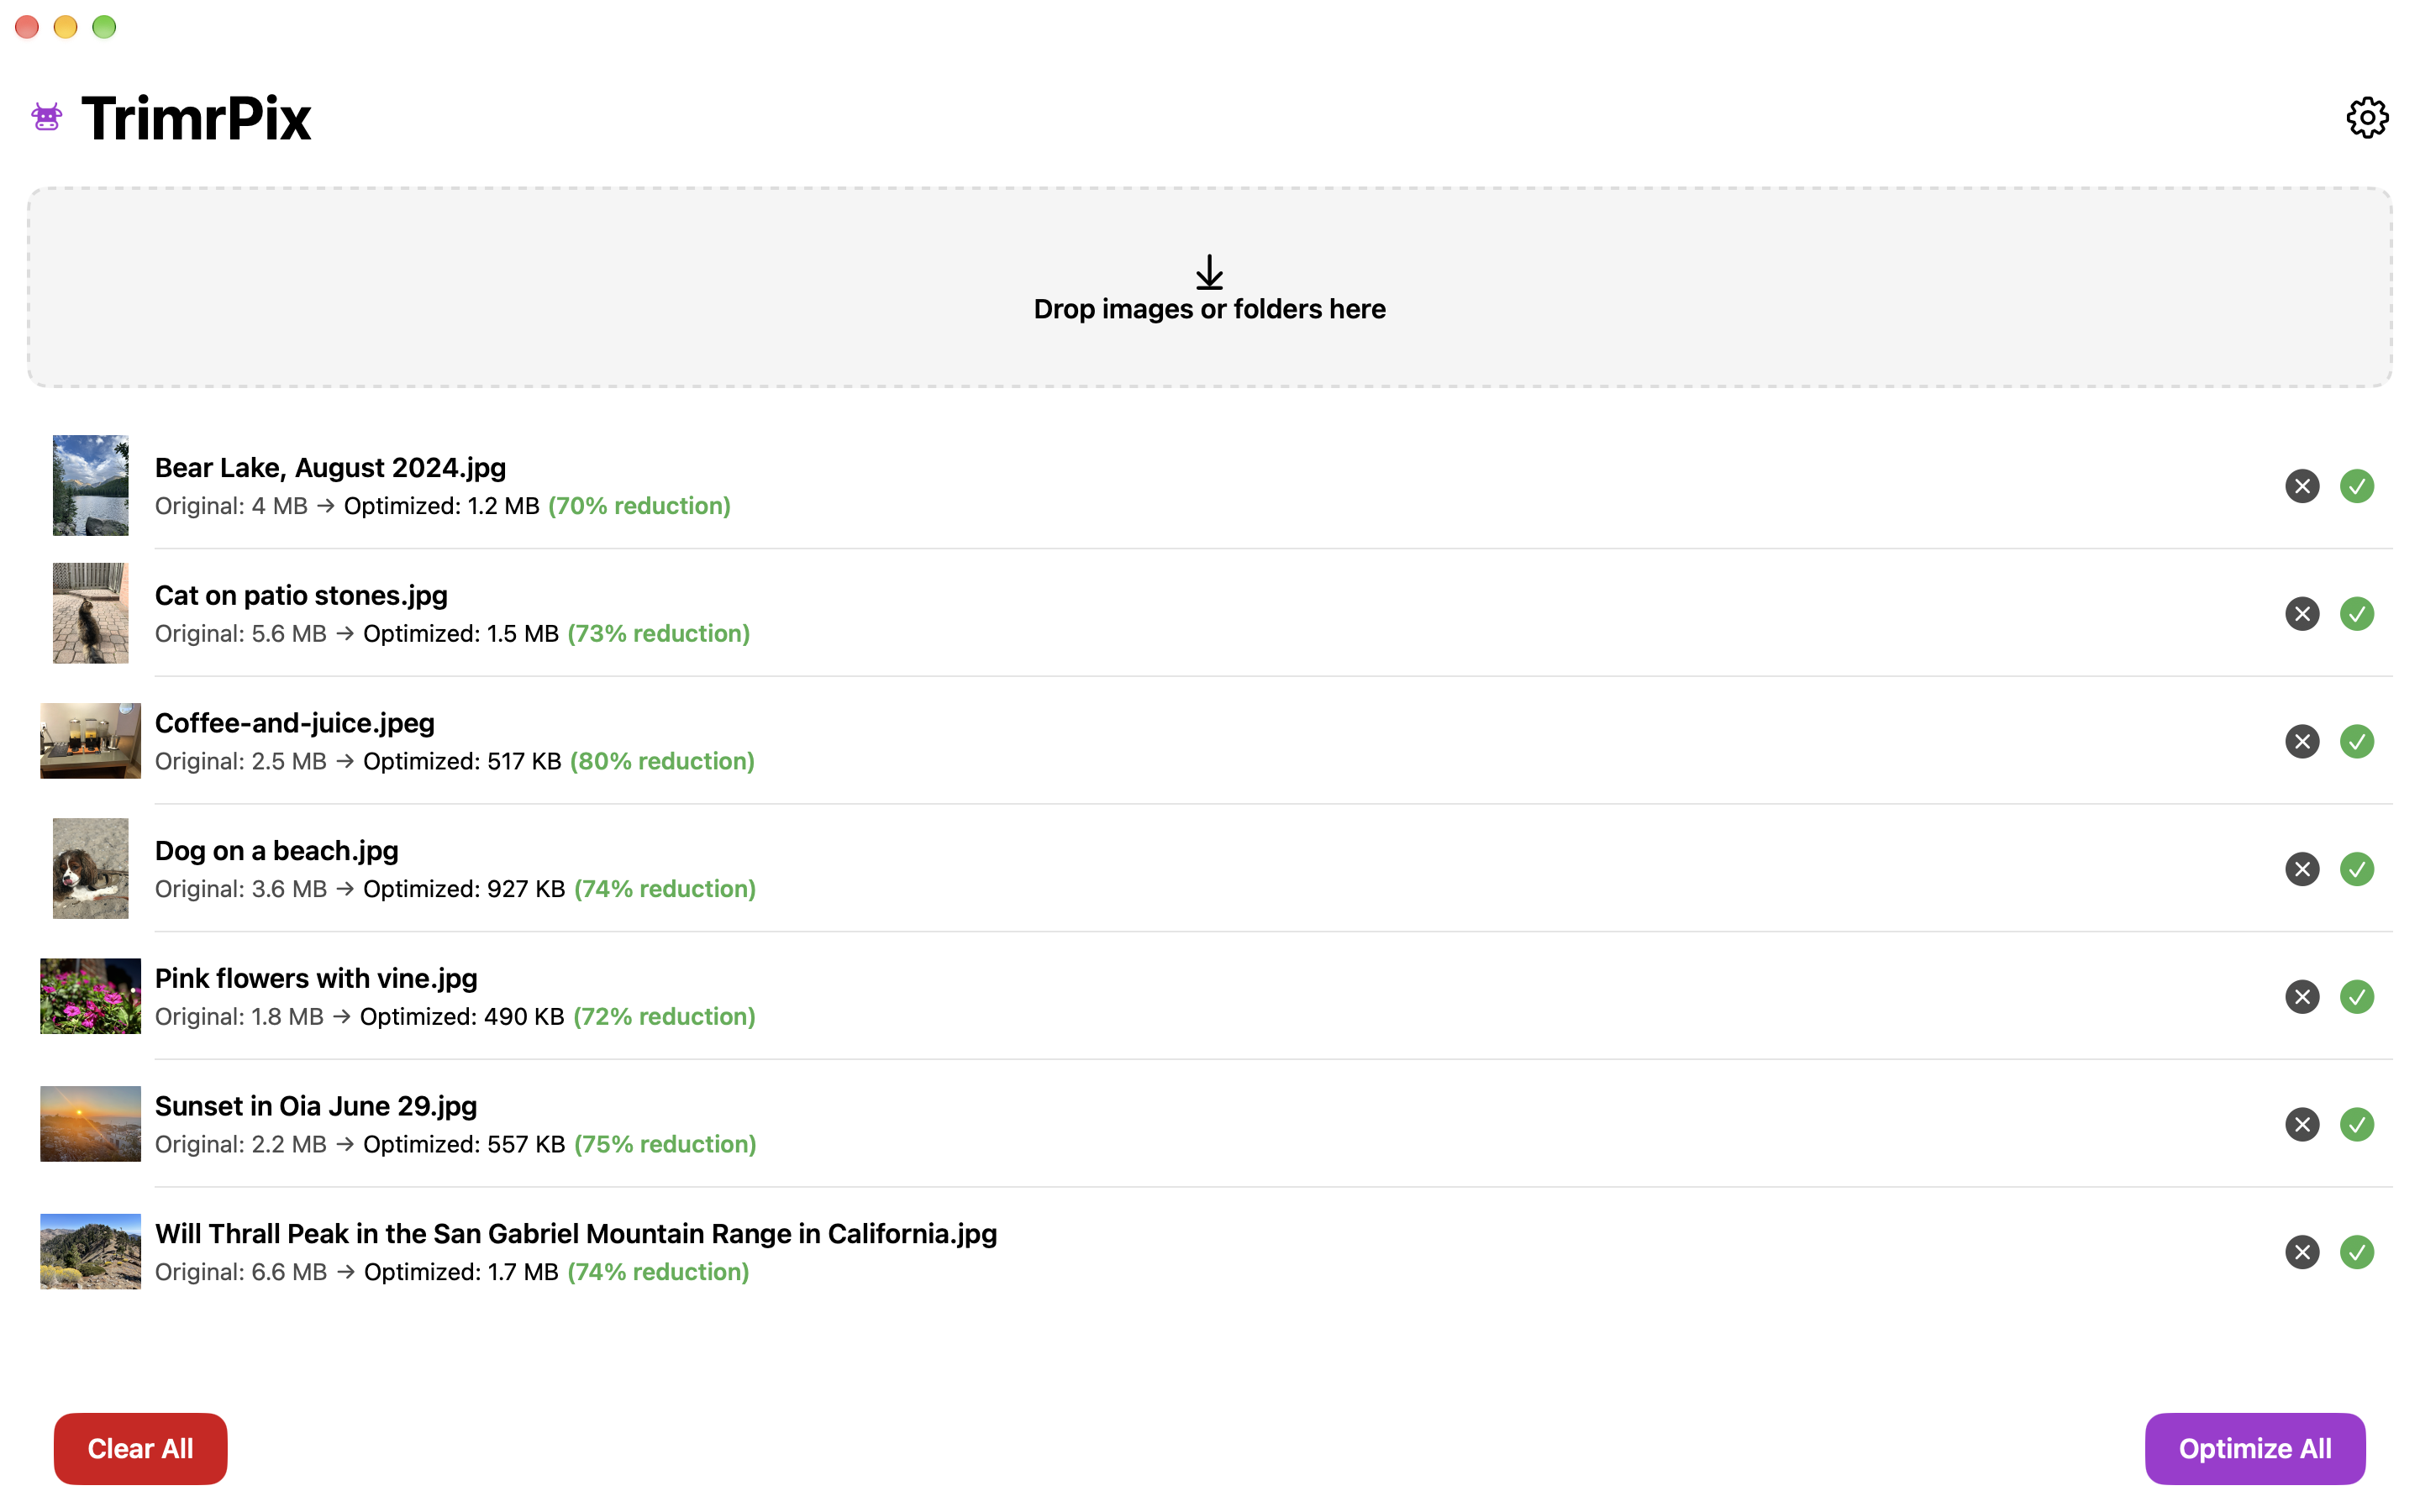 TrimrPix
Drop images or folders here
Bear Lake, August 2024.jpg
Original: 4 MB → Optimized: 1.2 MB (70% reduction)
Cat on patio stones.jpg
Original: 5.6 MB → Optimized: 1.5 MB (73% reduction)
Coffee-and-juice.jpeg
Original: 2.5 MB → Optimized: 517 KB (80% reduction)
Dog on a beach.jpg
Original: 3.6 MB → Optimized: 927 KB (74% reduction)
Pink flowers with vine.jpg
Original: 1.8 MB → Optimized: 490 KB (72% reduction)
Sunset in Oia June 29.jpg
Original: 2.2 MB → Optimized: 557 KB (75% reduction)
Will Thrall Peak in the San Gabriel Mountain Range in California.jpg
Original: 6.6 MB → Optimized: 1.7 MB (74% reduction)
Clear All
Optimize All